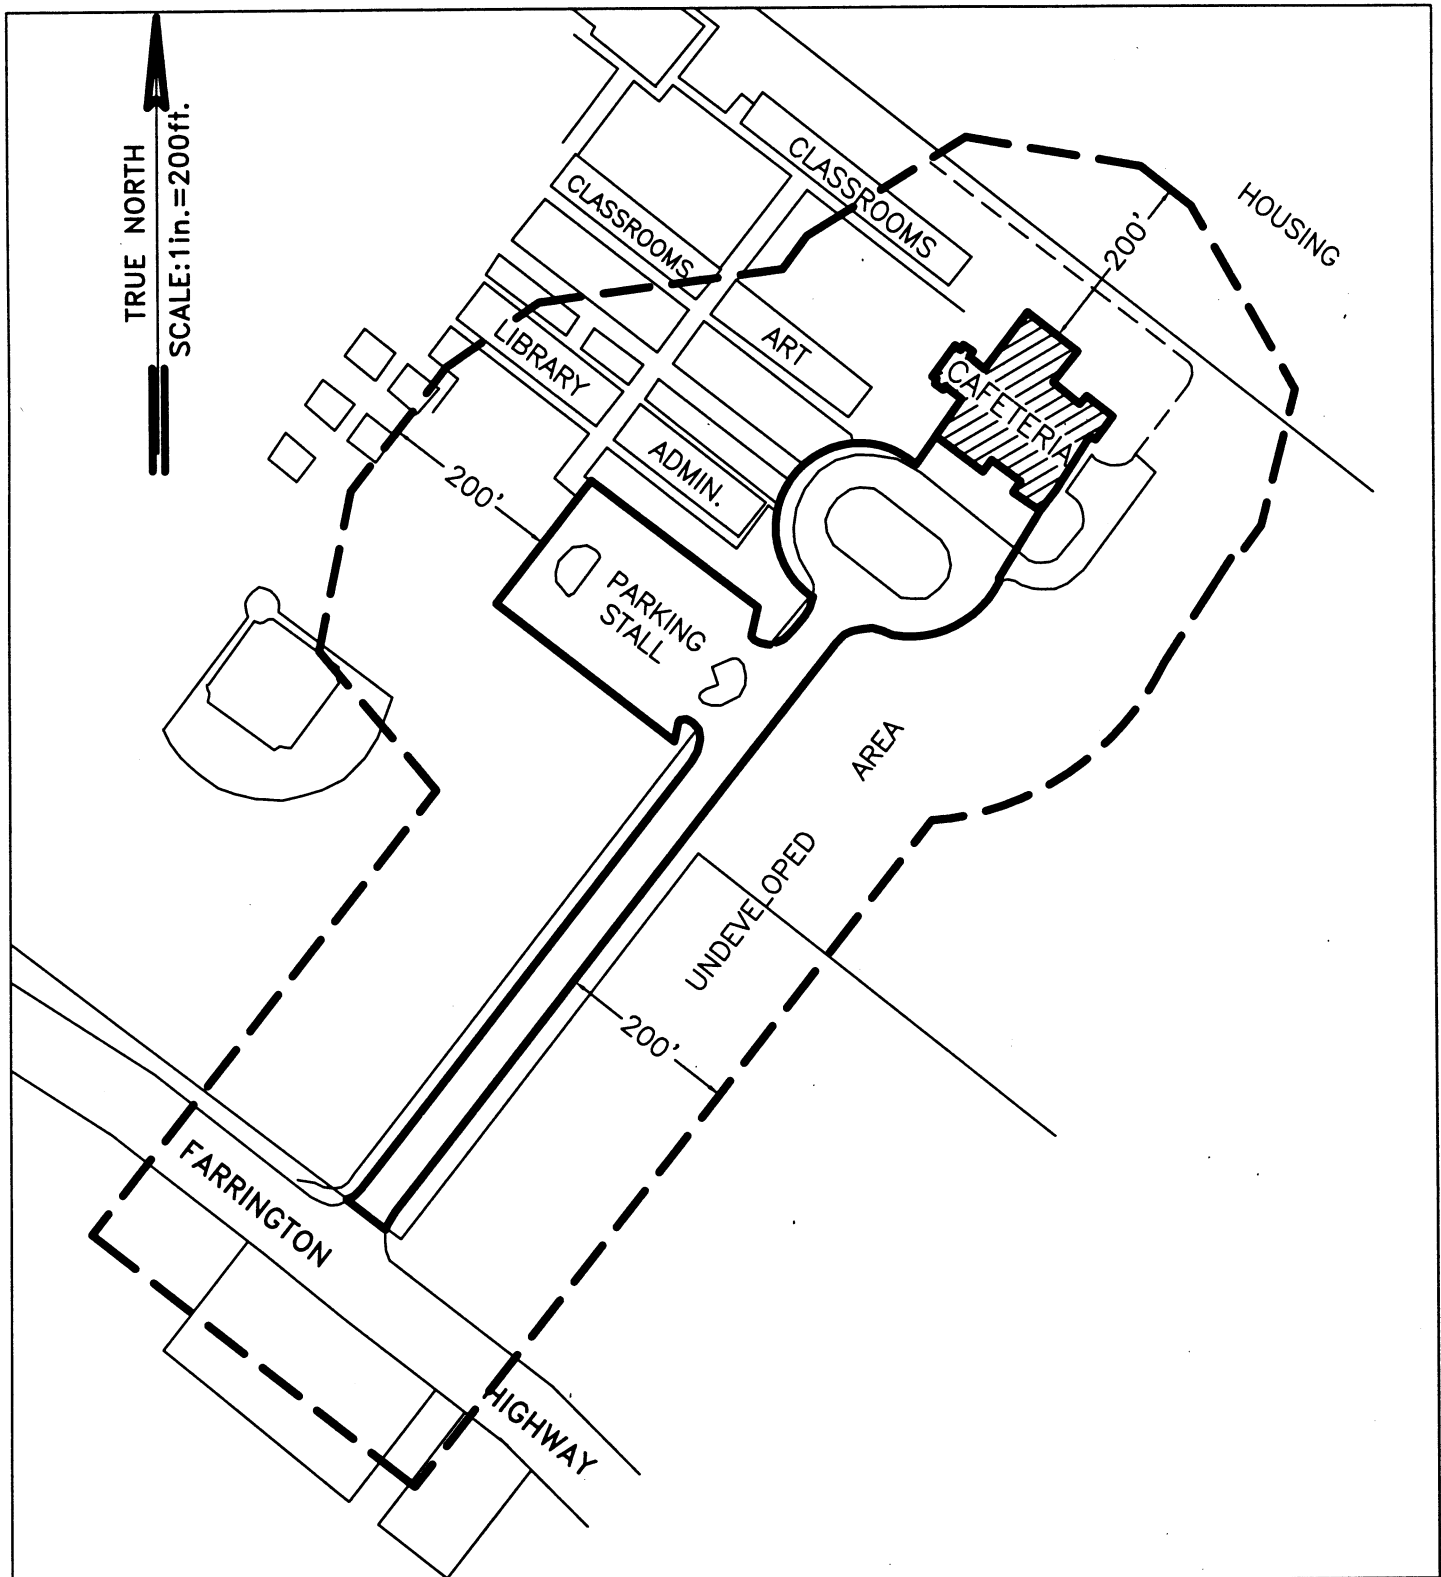 TRUE NORTH
SCALE:1in.=200ft.
CLASSROOMS
HOUSING
CLASSROOMS
200'
ART
LIBRARY
CAFETERIA
ADMIN.
200'
PARKING
STALL
UNDEVELOPED AREA
200'
FARRINGTON HIGHWAY